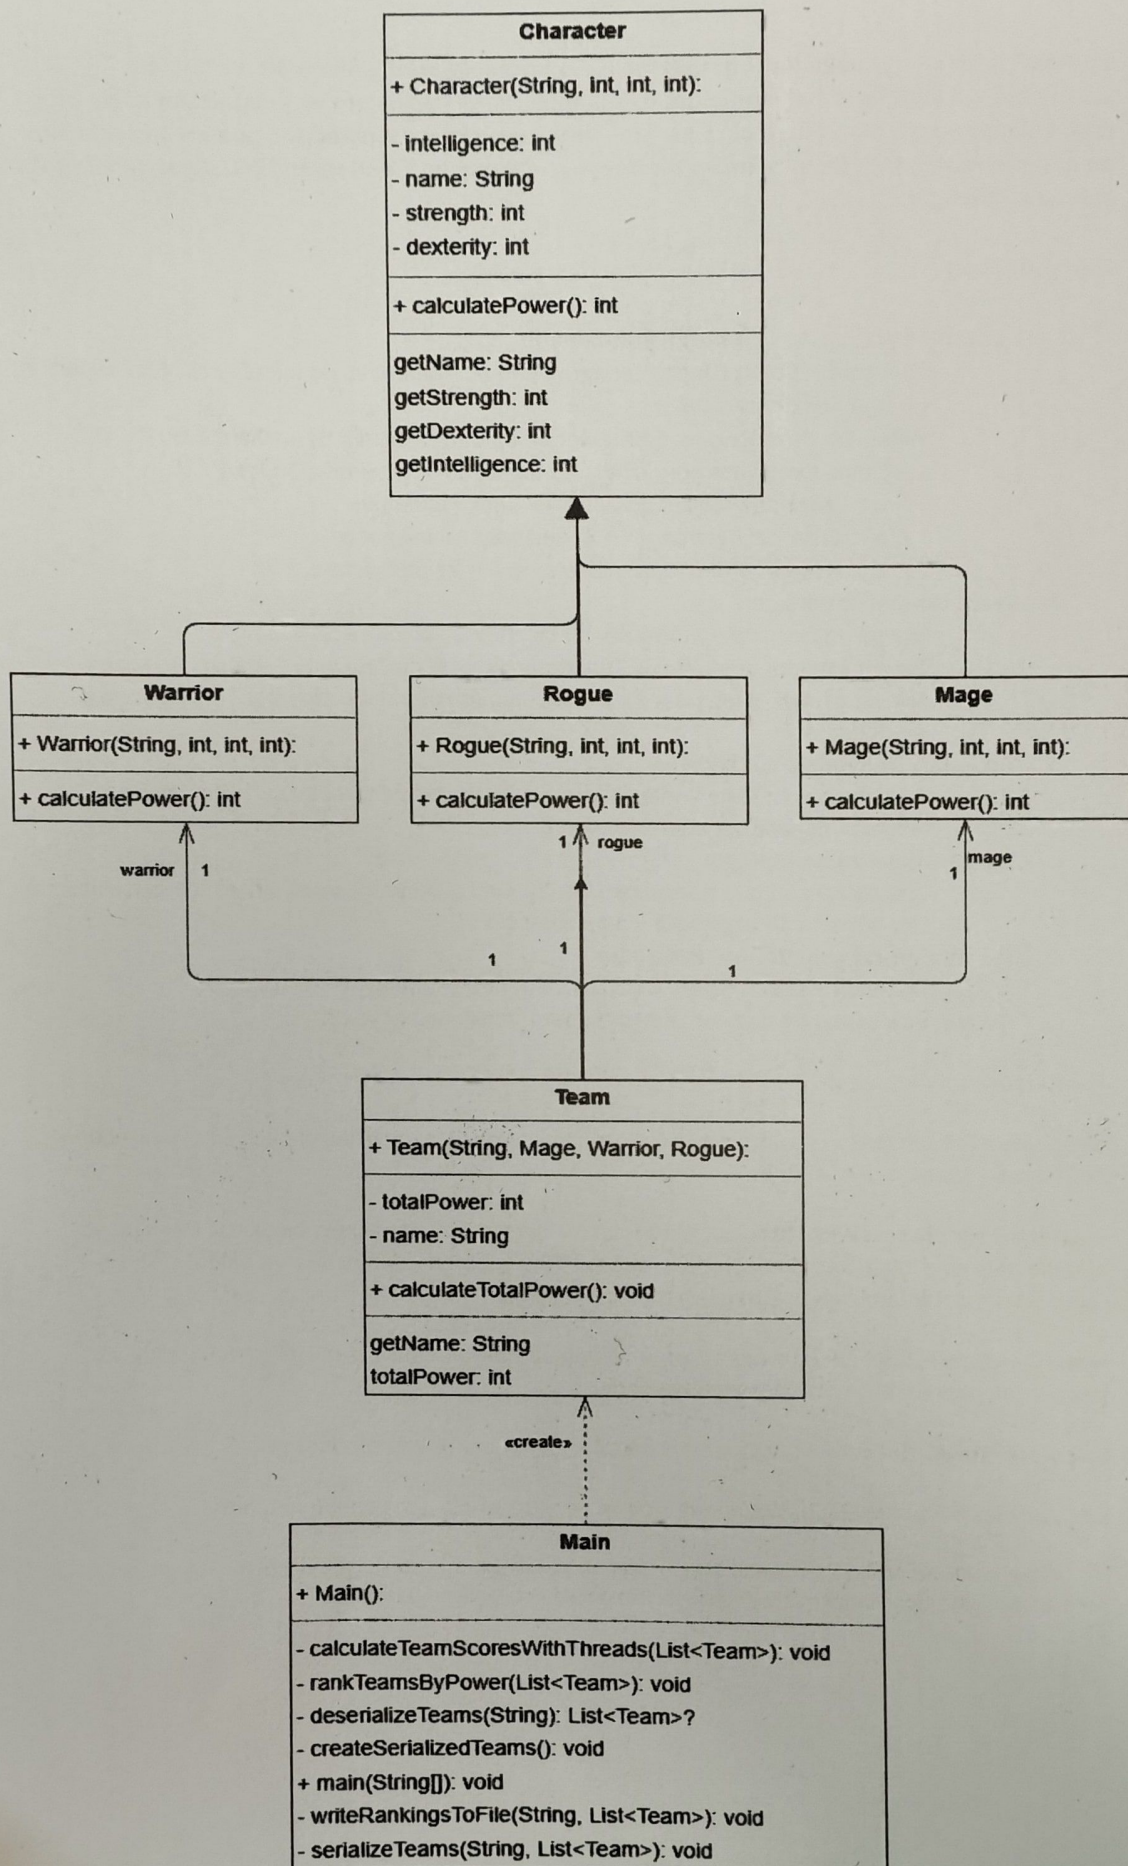 Character
+ Character(String, int, int, int):
- intelligence: int
- name: String
- strength: int
- dexterity: int
+ calculatePower(): int
getName: String
getStrength: int
getDexterity: int
getIntelligence: int
Warrior
+ Warrior(String, int, int, int):
+ calculatePower(): int
Rogue
+ Rogue(String, int, int, int):
+ calculatePower(): int
Mage
+ Mage(String, int, int, int):
+ calculatePower(): int
warrior 1
1 rogue
mage
1
1
1
1
Team
+ Team(String, Mage, Warrior, Rogue):
- totalPower: int
- name: String
+ calculateTotalPower(): void
getName: String
totalPower: int
«create»
Main
+ Main():
- calculateTeamScoresWithThreads(List<Team>): void
- rankTeamsByPower(List<Team>): void
- deserializeTeams(String): List<Team>?
- createSerializedTeams(): void
+ main(String[]): void
- writeRankingsToFile(String, List<Team>): void
- serializeTeams(String, List<Team>): void